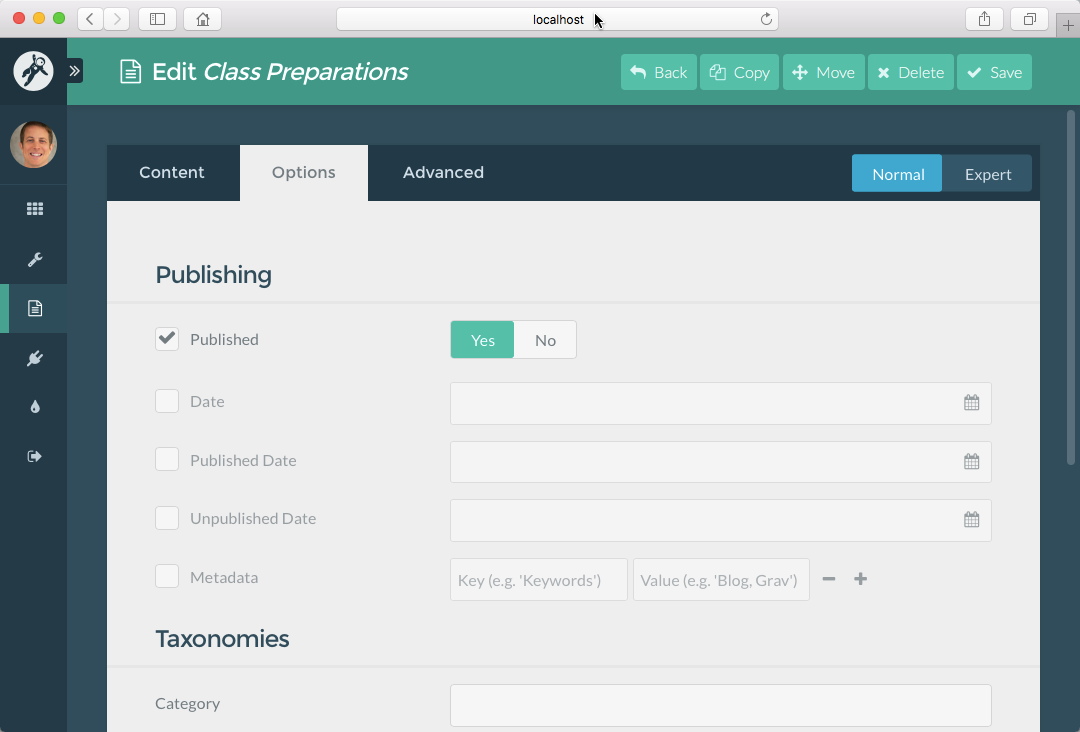 localhost
Edit Class Preparations
Back
Copy
Move
Delete
Save
Content
Options
Advanced
Normal
Expert
Publishing
Published
Yes
No
Date
Published Date
Unpublished Date
Metadata
Key (e.g. 'Keywords')
Value (e.g. 'Blog, Grav')
Taxonomies
Category